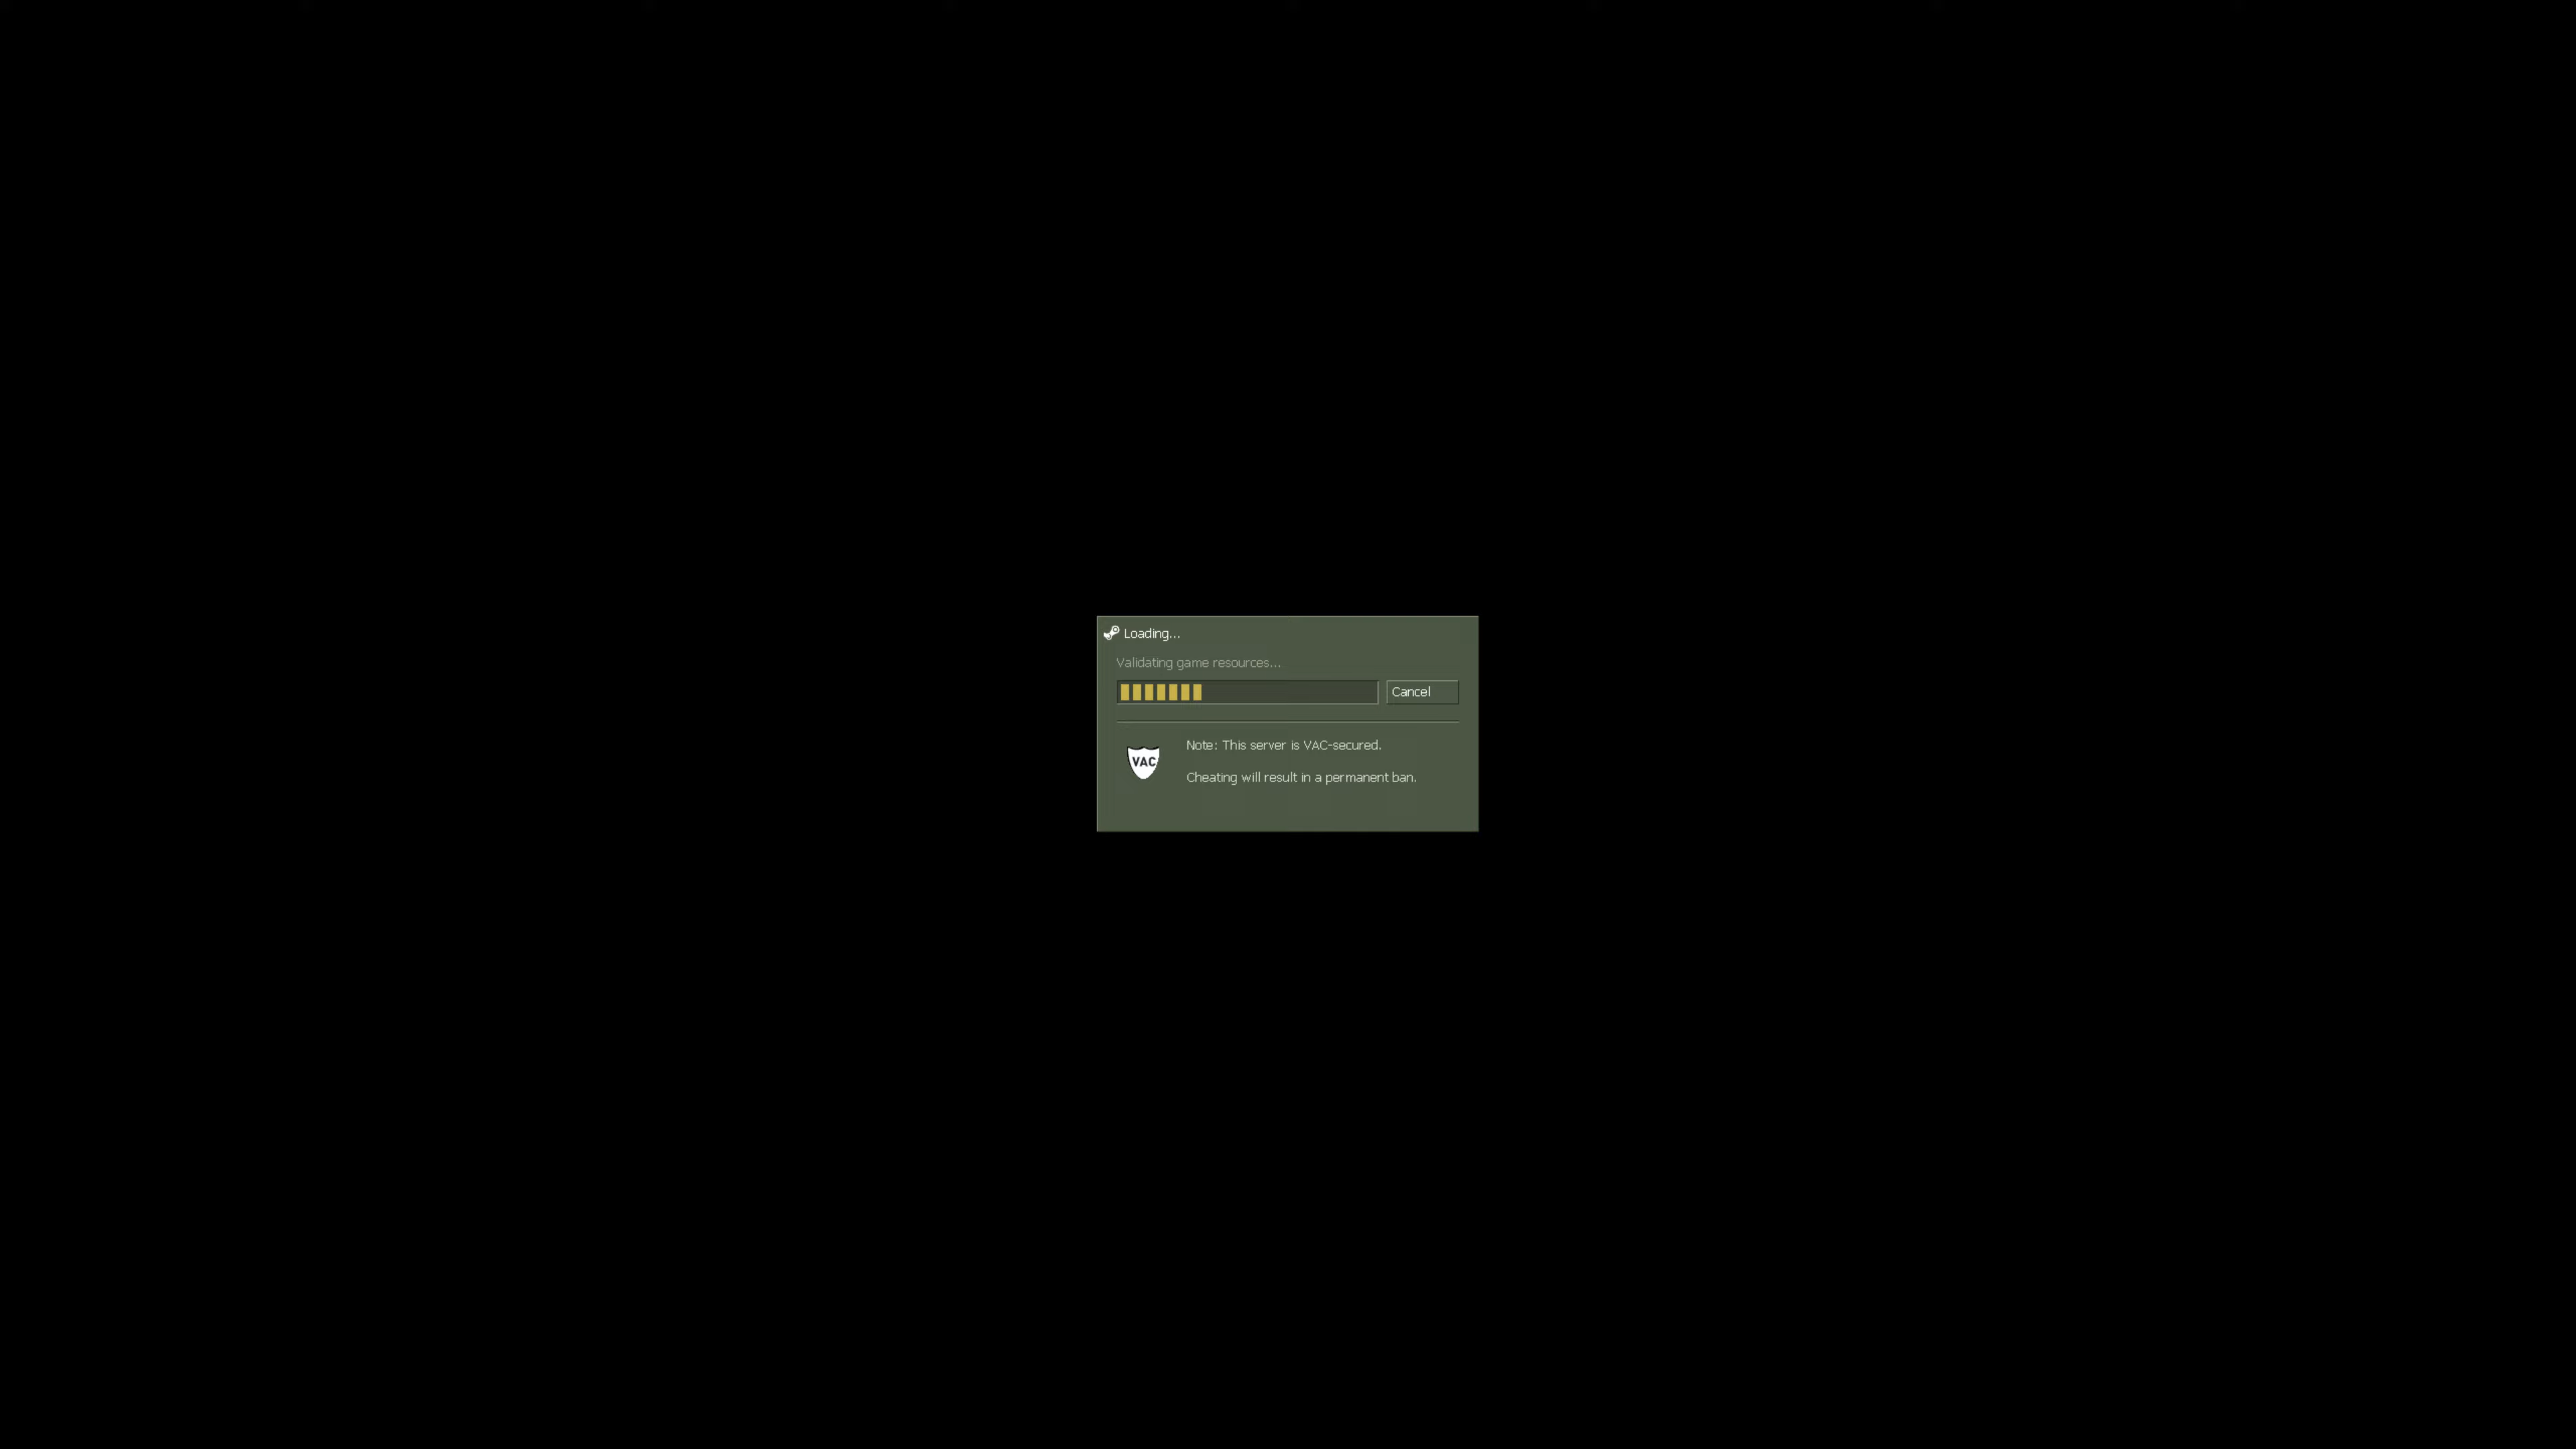 Loading...
Validating game resources...
Cancel
Note: This server is VAC-secured.
VAC
Cheating will result in a permanent ban.